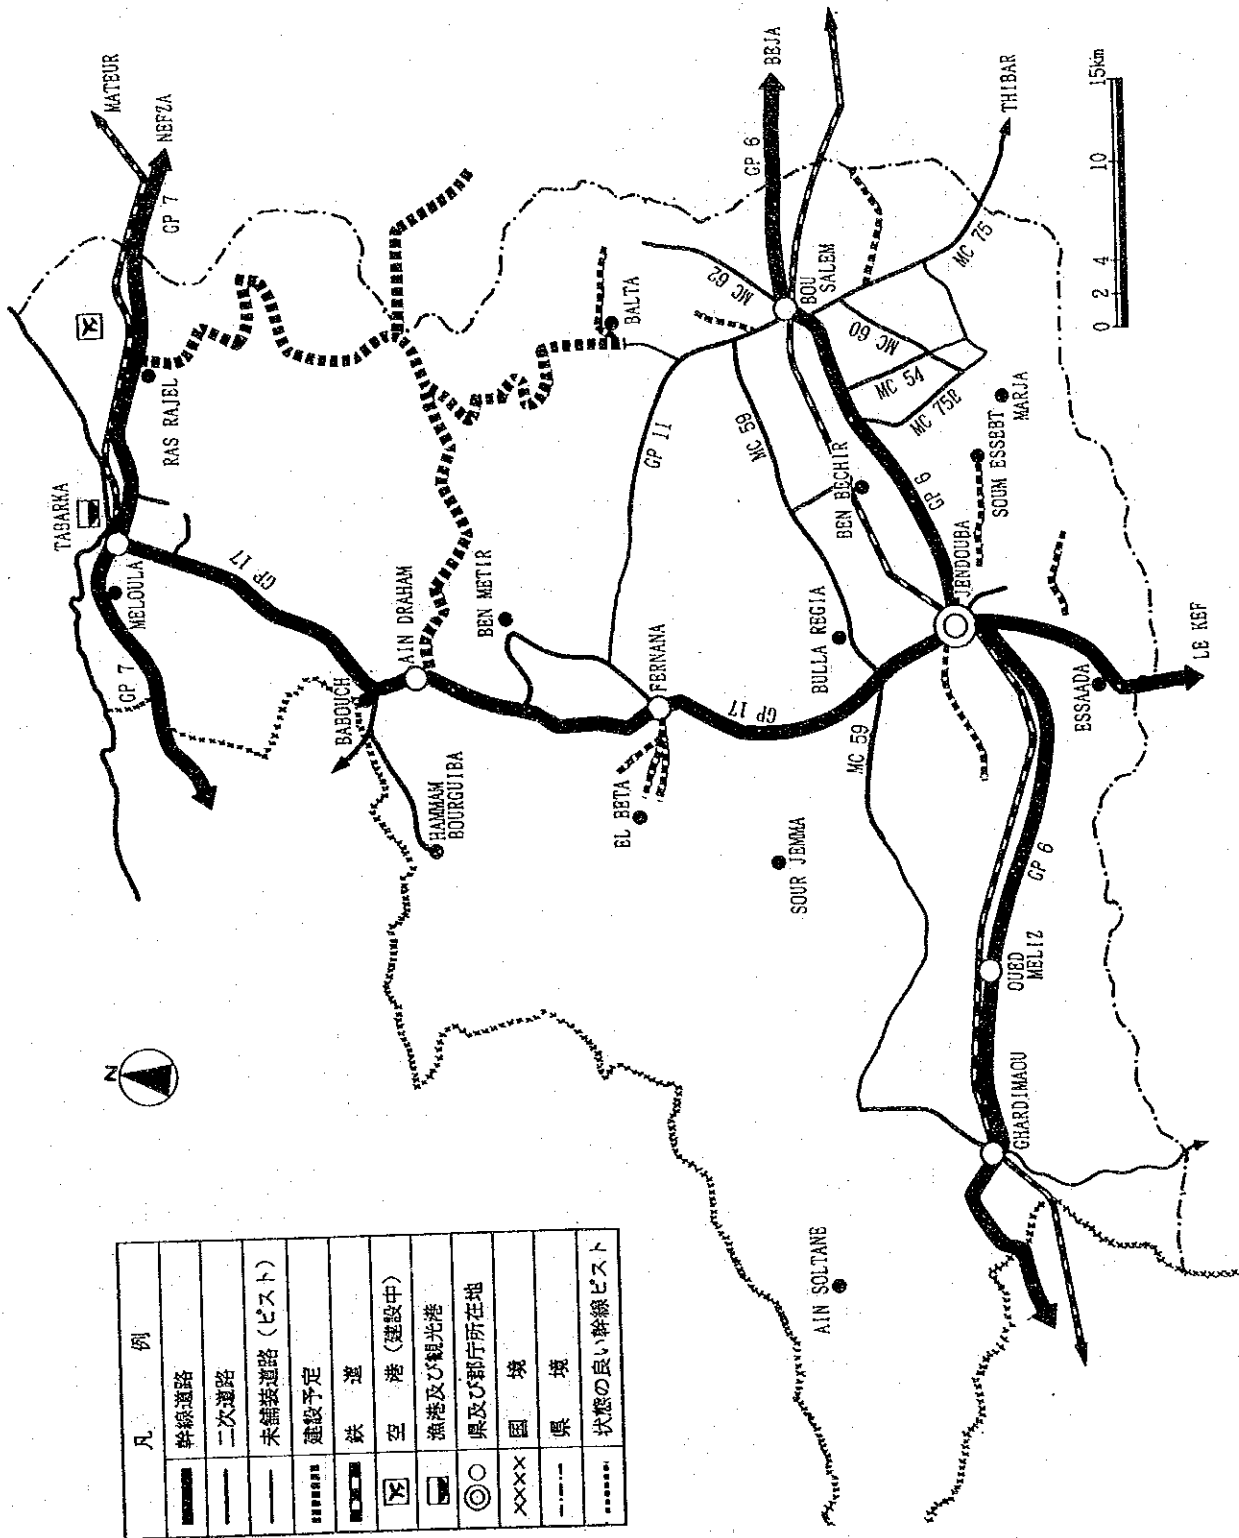 MATEUR
NEFZA
GP 7
TABARKA
RAS RAJEL
MELOULA
GP 7
GP 17
BABOUCH
AIN DRAHAM
HAMMAM
BOURGUIBA
BEN METIR
BALTA
EL BETA
FERNANA
GP 11
MC 62
GP 6
BEJA
BOU
SALEM
MC 59
MC 60
MC 54
MC 75E
MC 75
THIBAR
BEN BECHIR
GP 6
BULLA REGIA
GP 17
SOUR JEMMA
MC 59
JENDOUBA
SOUM ESSEBT
MARJA
ESSAADA
LE KEF
GP 6
OUED
MELIZ
GHARDIMAOU
AIN SOLTANE
N
0 2 4 10 15km
凡 例
幹線道路
二次道路
未舗装道路(ピスト)
建設予定
鉄 道
空 港(建設中)
漁港及び観光港
県及び郡庁所在地
国 境
県 境
状態の良い幹線ピスト